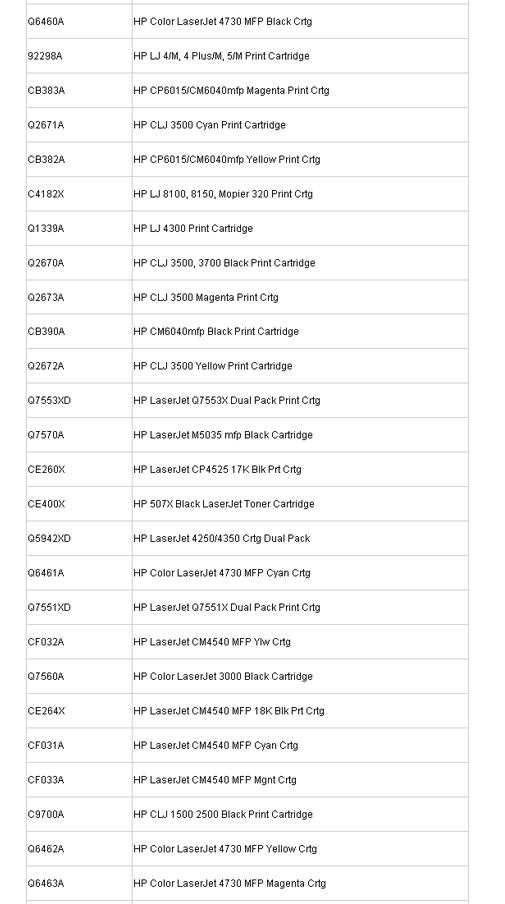 Q6460A HP Color LaserJet 4730 MFP Black Crtg
92298A HP LJ 4/M, 4 Plus/M, 5/M Print Cartridge
CB383A HP CP6015/CM6040mfp Magenta Print Crtg
Q2671A HP CLJ 3500 Cyan Print Cartridge
CB382A HP CP6015/CM6040mfp Yellow Print Crtg
C4182X HP LJ 8100, 8150, Mopier 320 Print Crtg
Q1339A HP LJ 4300 Print Cartridge
Q2670A HP CLJ 3500, 3700 Black Print Cartridge
Q2673A HP CLJ 3500 Magenta Print Crtg
CB390A HP CM6040mfp Black Print Cartridge
Q2672A HP CLJ 3500 Yellow Print Cartridge
Q7553XD HP LaserJet Q7553X Dual Pack Print Crtg
Q7570A HP LaserJet M5035 mfp Black Cartridge
CE260X HP LaserJet CP4525 17K Blk Prt Crtg
CE400X HP 507X Black LaserJet Toner Cartridge
Q5942XD HP LaserJet 4250/4350 Crtg Dual Pack
Q6461A HP Color LaserJet 4730 MFP Cyan Crtg
Q7551XD HP LaserJet Q7551X Dual Pack Print Crtg
CF032A HP LaserJet CM4540 MFP Ylw Crtg
Q7560A HP Color LaserJet 3000 Black Cartridge
CE264X HP LaserJet CM4540 MFP 18K Blk Prt Crtg
CF031A HP LaserJet CM4540 MFP Cyan Crtg
CF033A HP LaserJet CM4540 MFP Mgnt Crtg
C9700A HP CLJ 1500 2500 Black Print Cartridge
Q6462A HP Color LaserJet 4730 MFP Yellow Crtg
Q6463A HP Color LaserJet 4730 MFP Magenta Crtg